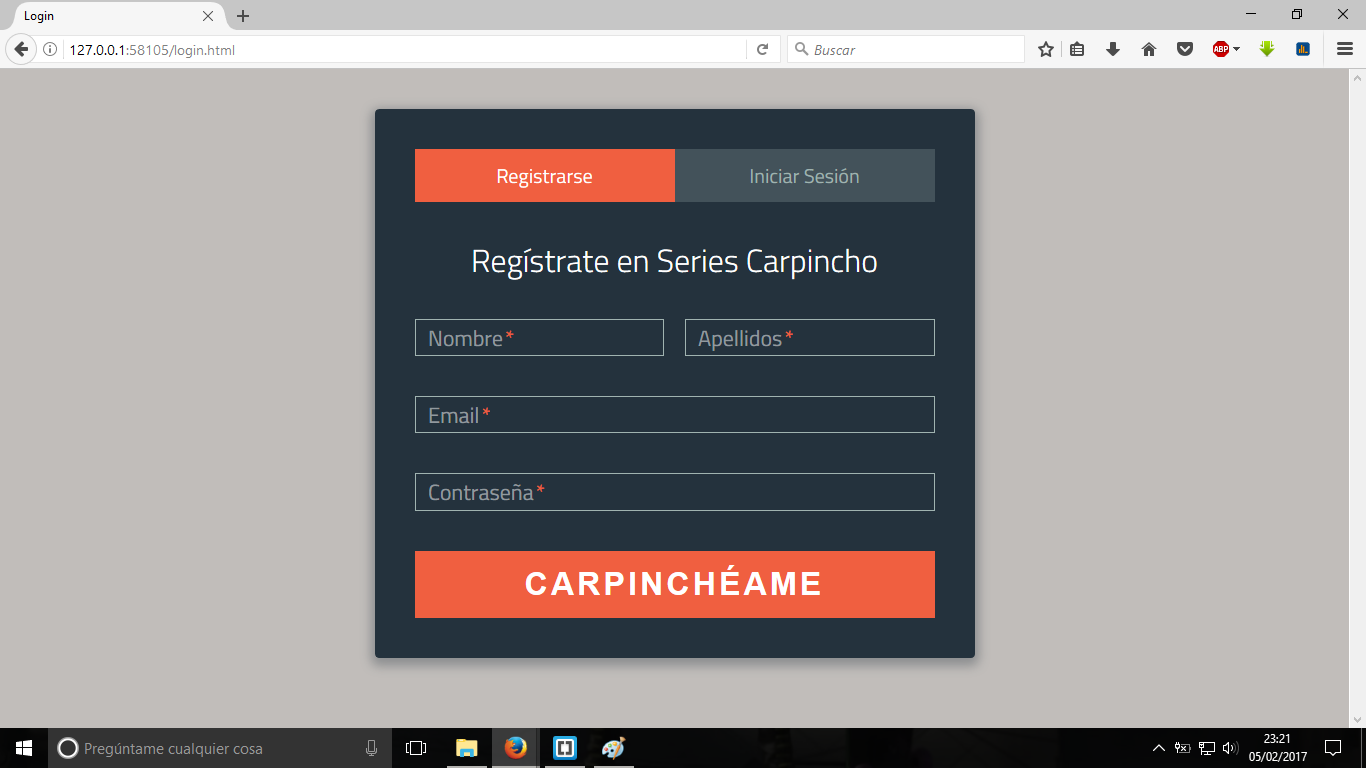 Login
127.0.0.1:58105/login.html
Buscar
ABP
Registrarse
Iniciar Sesión
Regístrate en Series Carpincho
Nombre*
Apellidos*
Email*
Contraseña*
CARPINCHÉAME
Pregúntame cualquier cosa
23:21
05/02/2017